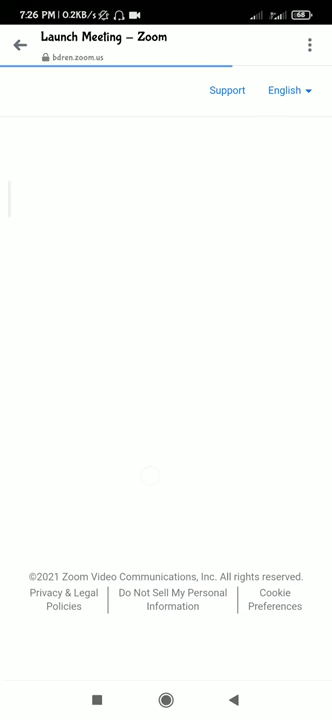 7:26 PM | 0.2KB/s 68
Launch Meeting – Zoom
bdren.zoom.us
Support English
©2021 Zoom Video Communications, Inc. All rights reserved.
Privacy & Legal Policies
Do Not Sell My Personal Information
Cookie Preferences